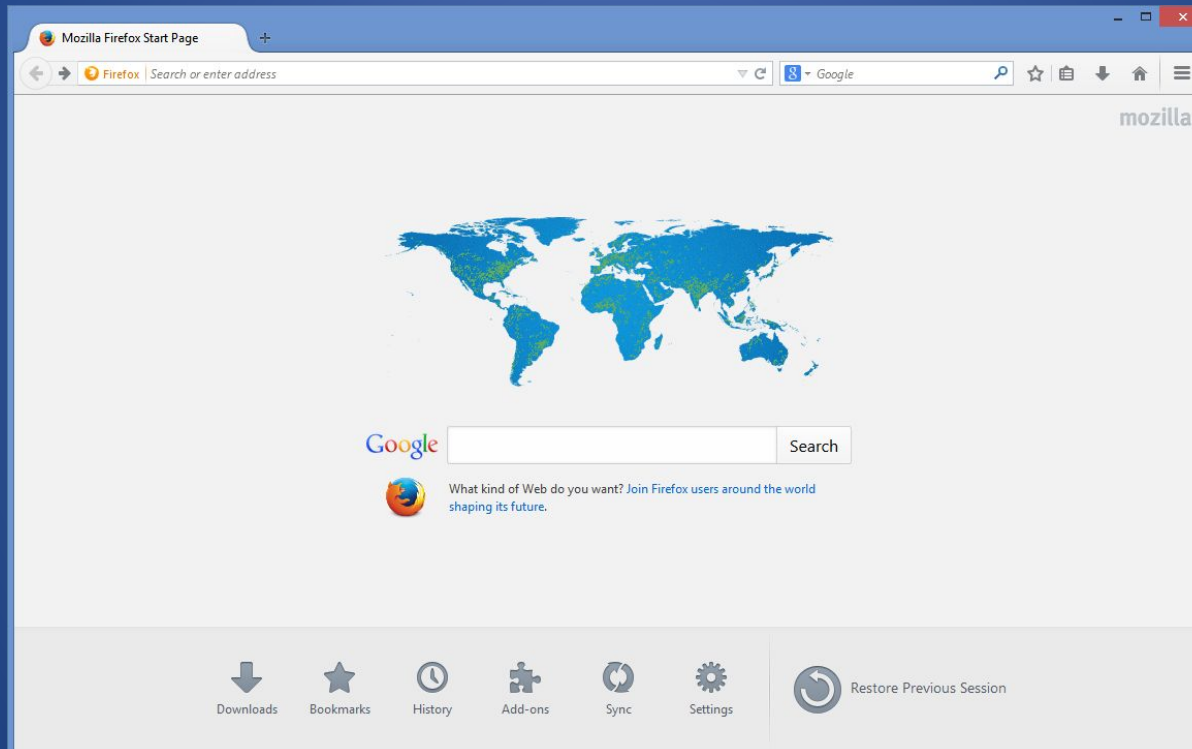 Mozilla Firefox Start Page
Firefox Search or enter address
8 Google
mozilla
Google
Search
What kind of Web do you want? Join Firefox users around the world
shaping its future.
Downloads Bookmarks History Add-ons Sync Settings
Restore Previous Session